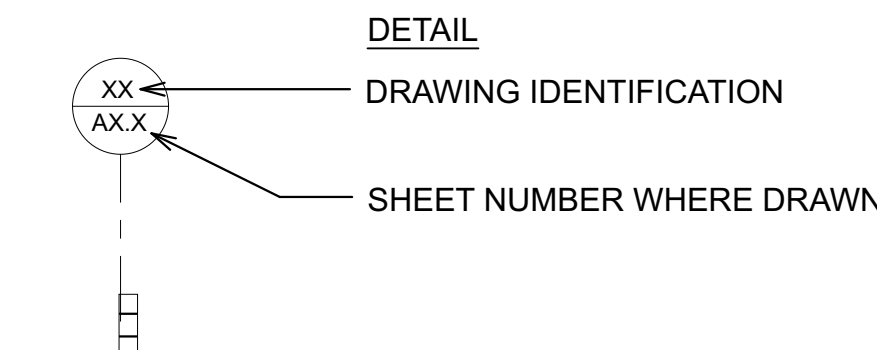 DETAIL
XX
DRAWING IDENTIFICATION
AX.X
SHEET NUMBER WHERE DRAWN